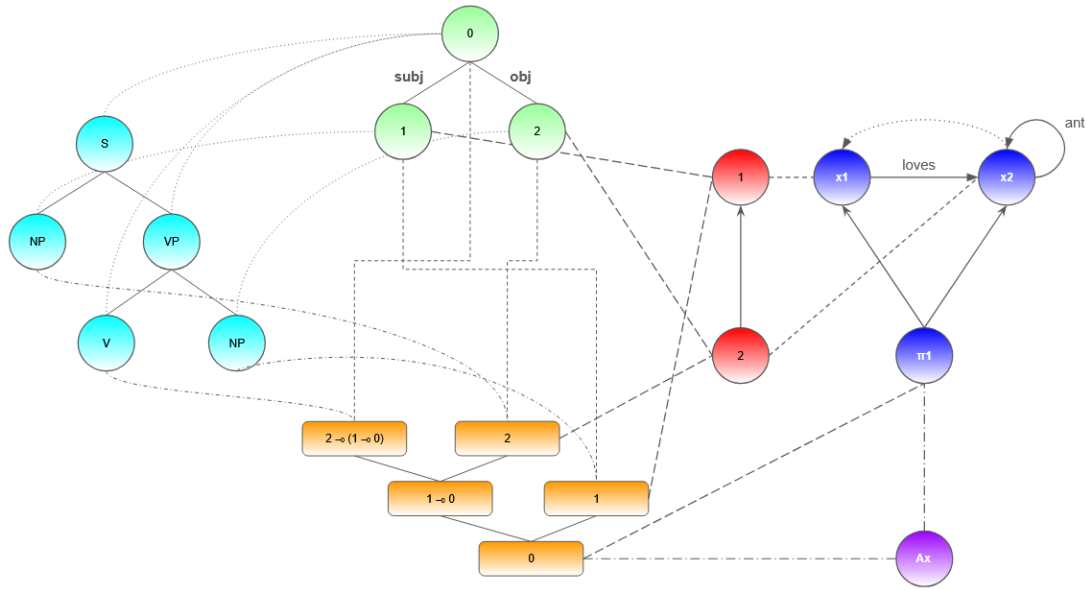 0
subj obj
1 2
S
1 x1 loves x2 ant
NP VP
V NP
2 π1
2 ⊸ (1 ⊸ 0) 2
1 ⊸ 0 1
0 Ax